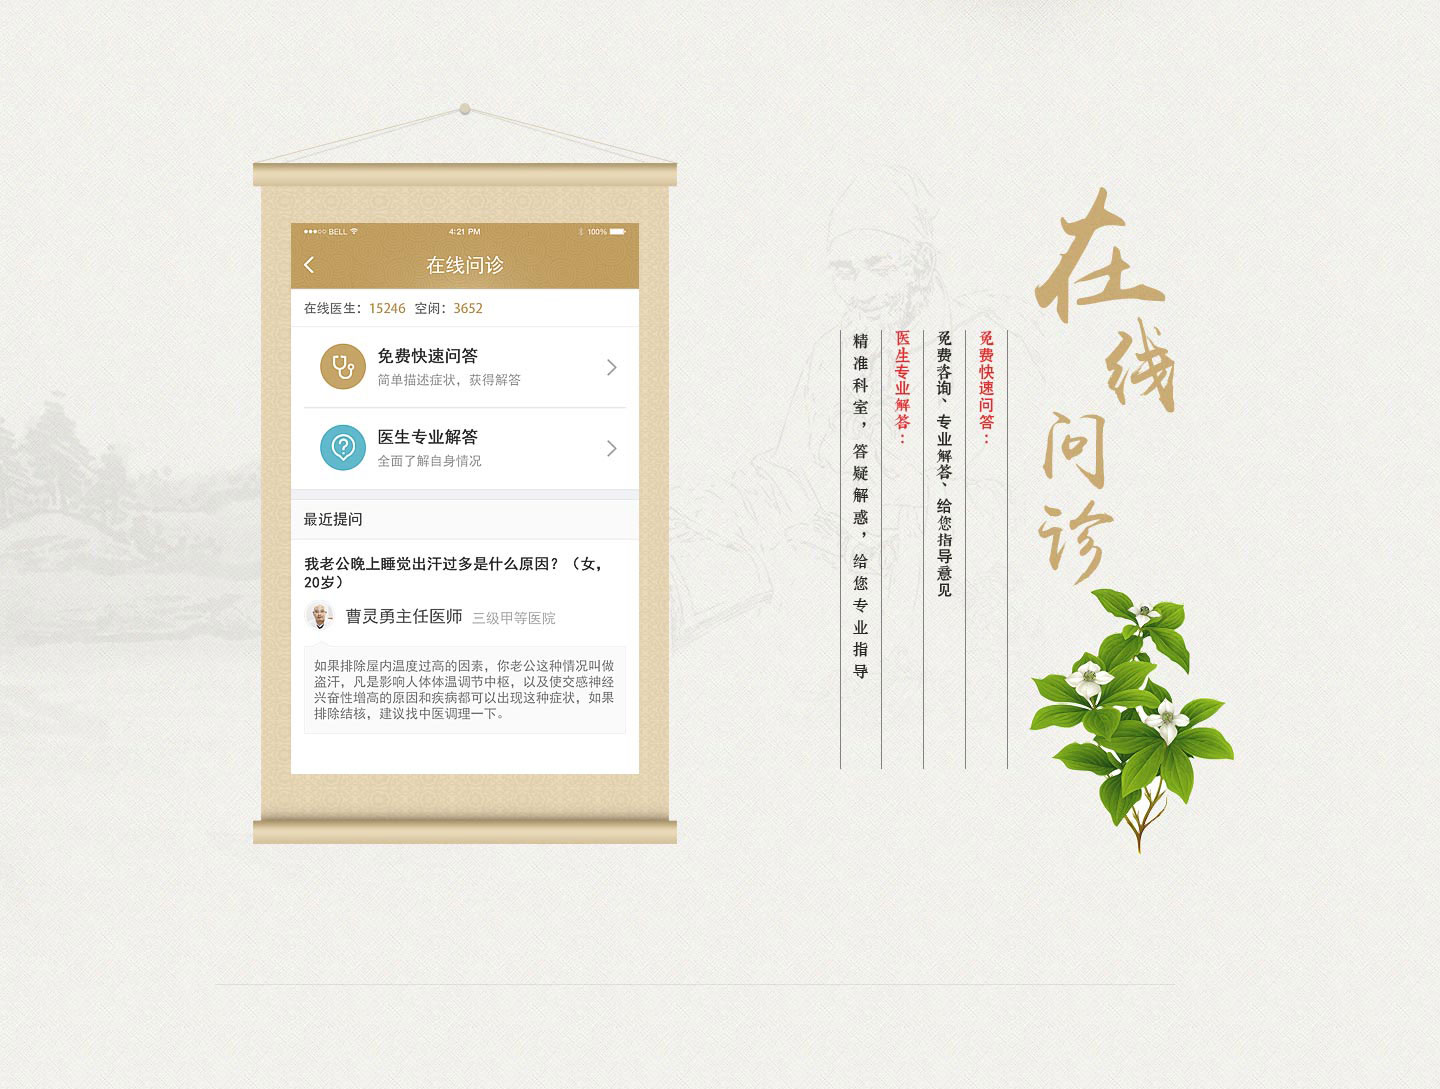 BELL 4:21 PM 100%
在线问诊
在线医生：15246 空闲：3652
免费快速问答
简单描述症状，获得解答
医生专业解答
全面了解自身情况
最近提问
我老公晚上睡觉出汗过多是什么原因？（女，
20岁）
曹灵勇主任医师 三级甲等医院
如果排除屋内温度过高的因素，你老公这种情况叫做
盗汗，凡是影响人体体温调节中枢，以及使交感神经
兴奋性增高的原因和疾病都可以出现这种症状，如果
排除结核，建议找中医调理一下。
在线问诊
免费快速问答：
免费咨询、专业解答、给您指导意见
医生专业解答：
精准科室，答疑解惑，给您专业指导